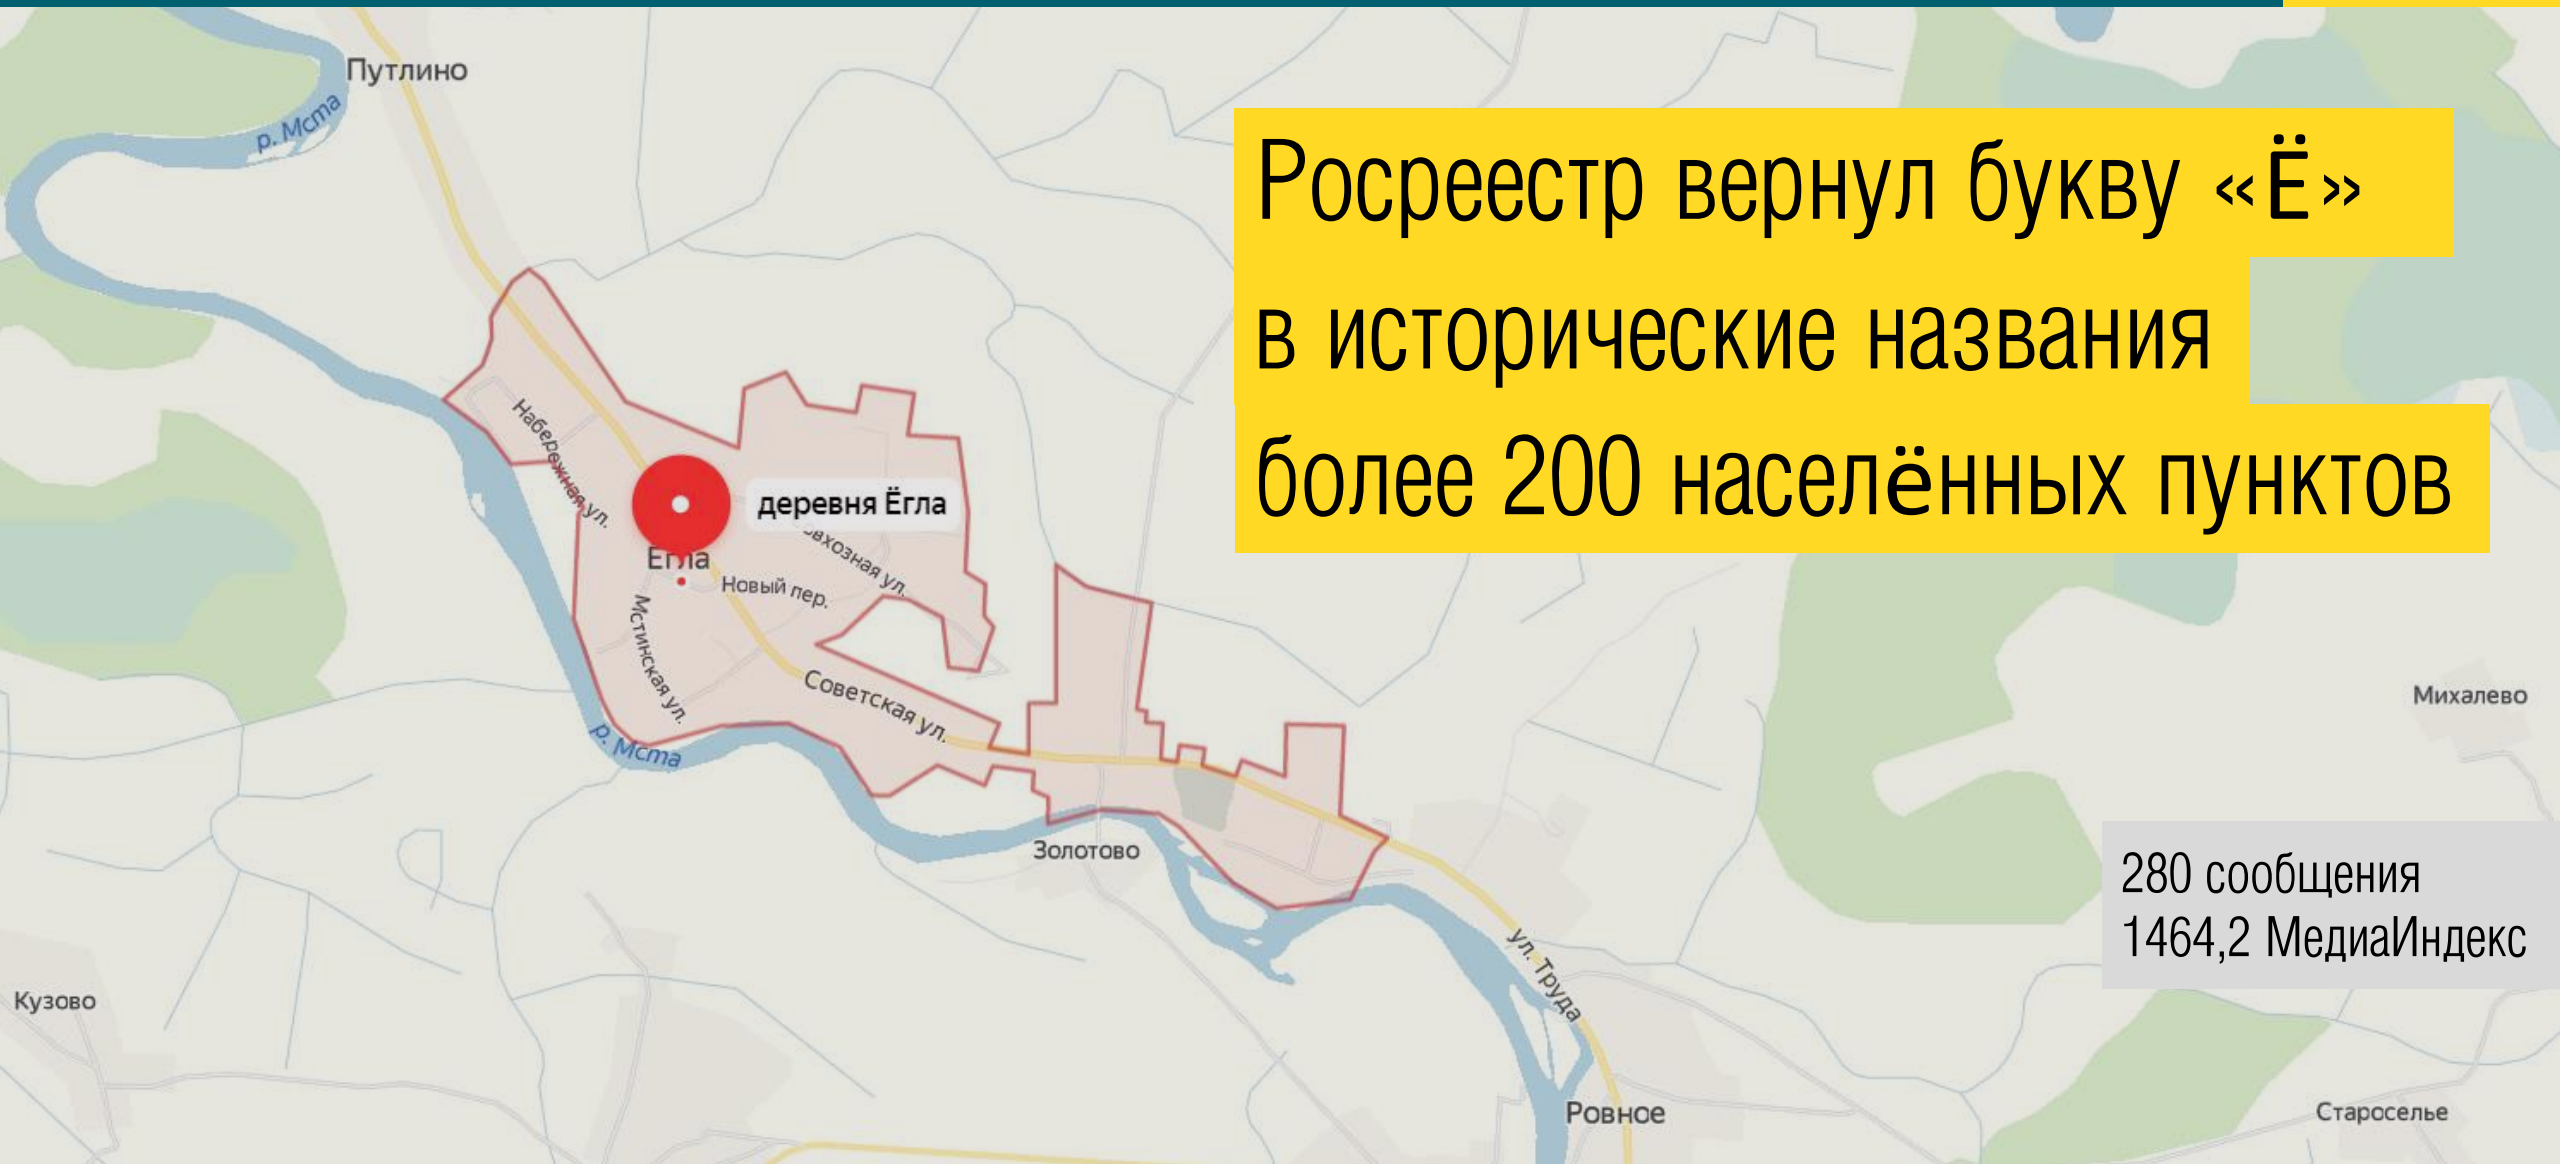 Путлино
р. Мста
Росреестр вернул букву «Ё»
в исторические названия
более 200 населённых пунктов
Набережная ул.
деревня Ёгла
Ёгла
Новый пер.
ул.
Мстинская ул.
Советская ул.
р. Мста
Михалево
Золотово
280 сообщения
1464,2 МедиаИндекс
ул. Труда
Кузово
Ровное
Староселье